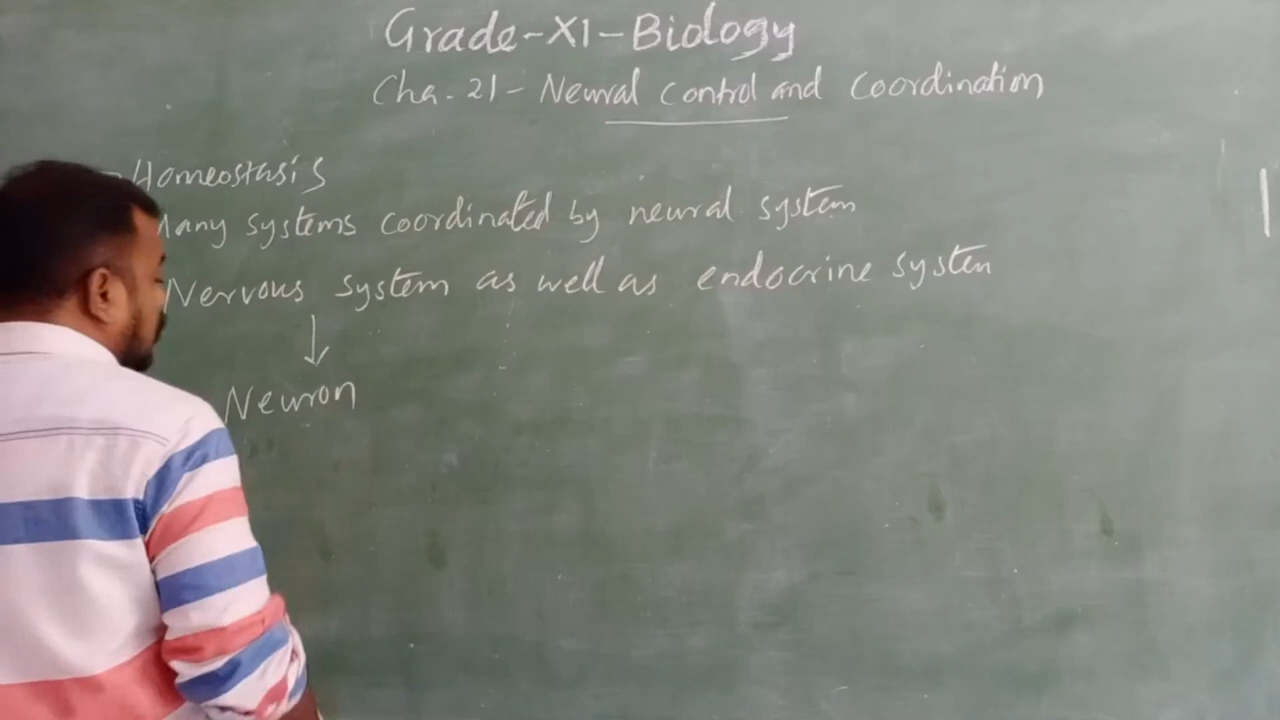 Grade-XI-Biology
Cha. 21 - Neural control and coordination
- Homeostasis
Many systems coordinated by neural system
Nervous system as well as endocrine system
↓
Neuron